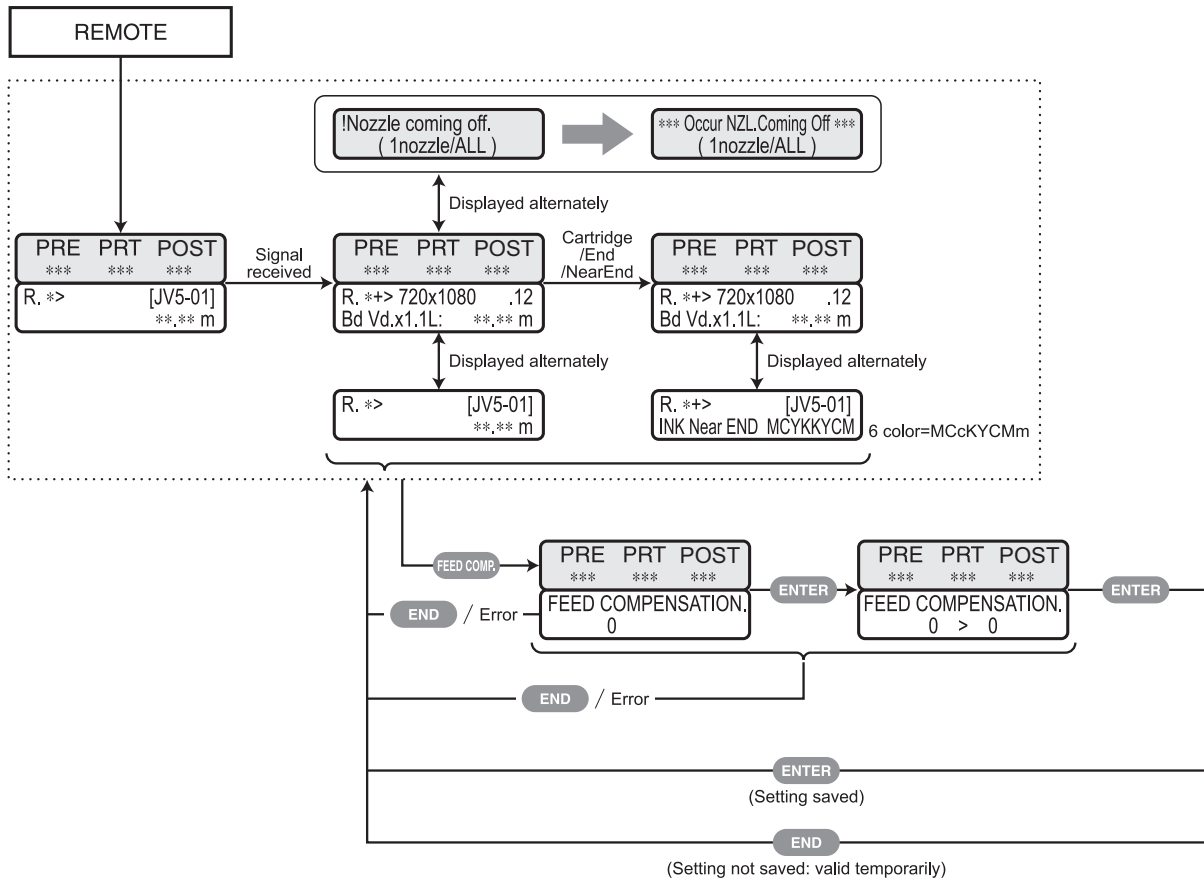 REMOTE
!Nozzle coming off.
( 1nozzle/ALL )
*** Occur NZL.Coming Off ***
( 1nozzle/ALL )
Displayed alternately
PRE PRT POST
*** *** ***
R. *> [JV5-01]
**.** m
Signal
received
PRE PRT POST
*** *** ***
R. *+> 720x1080 .12
Bd Vd.x1.1L: **.** m
Cartridge
/End
/NearEnd
PRE PRT POST
*** *** ***
R. *+> 720x1080 .12
Bd Vd.x1.1L: **.** m
Displayed alternately
Displayed alternately
R. *> [JV5-01]
**.** m
R. *+> [JV5-01]
INK Near END MCYKKYCM
6 color=MCcKYCMm
FEED COMP.
PRE PRT POST
*** *** ***
FEED COMPENSATION.
0
ENTER
PRE PRT POST
*** *** ***
FEED COMPENSATION.
0 > 0
ENTER
END / Error
END / Error
ENTER
(Setting saved)
END
(Setting not saved: valid temporarily)